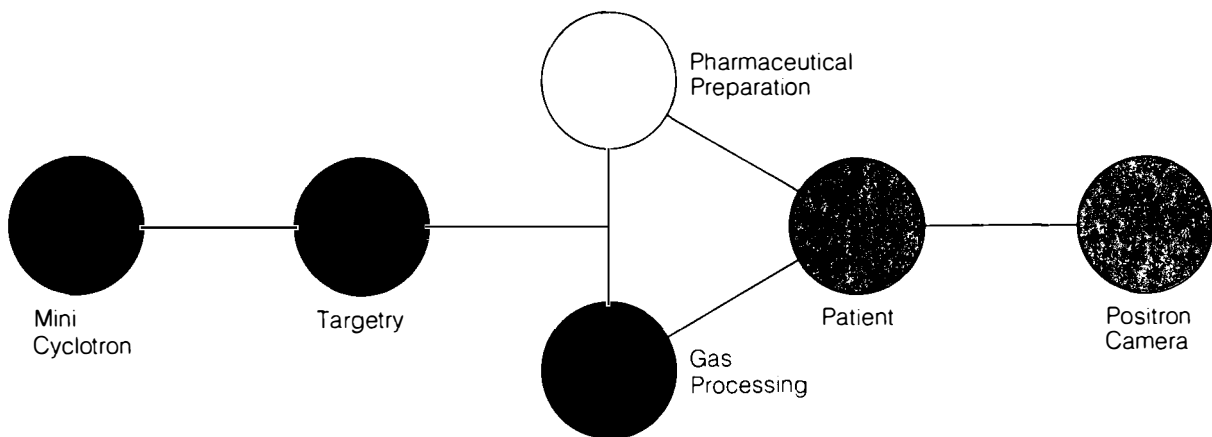 Pharmaceutical
Preparation
Mini
Cyclotron
Targetry
Gas
Processing
Patient
Positron
Camera